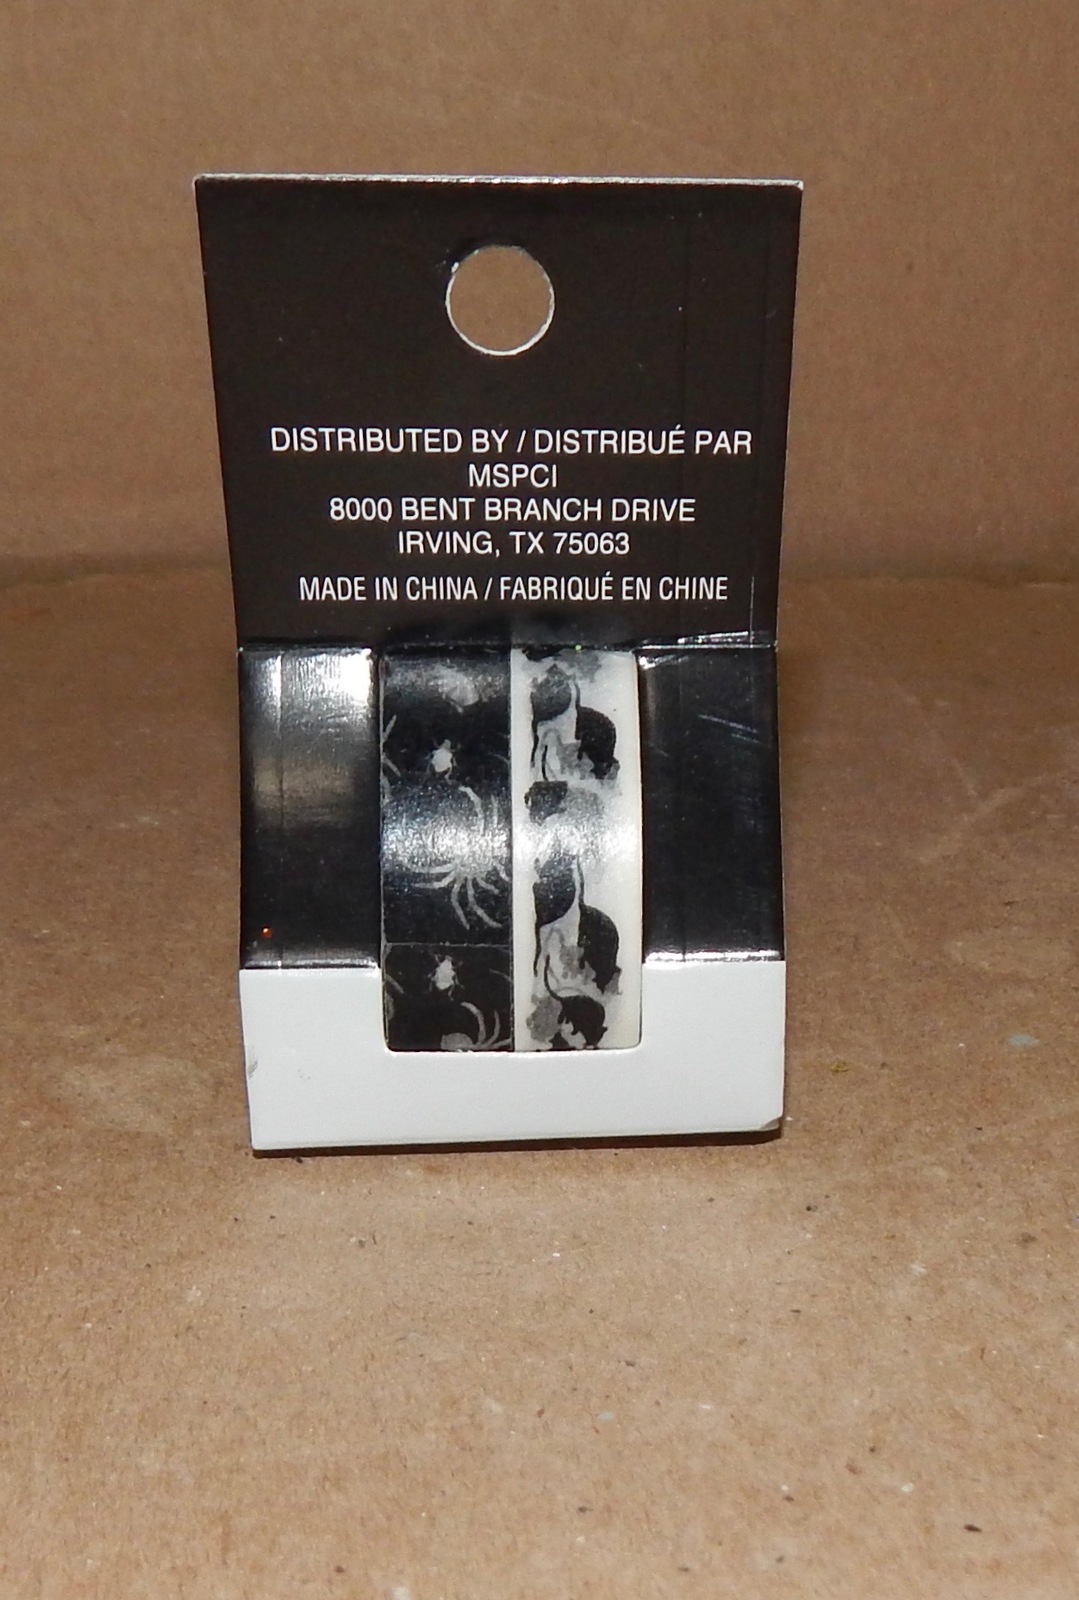 DISTRIBUTED BY / DISTRIBUÉ PAR
MSPCI
8000 BENT BRANCH DRIVE
IRVING, TX 75063
MADE IN CHINA / FABRIQUÉ EN CHINE